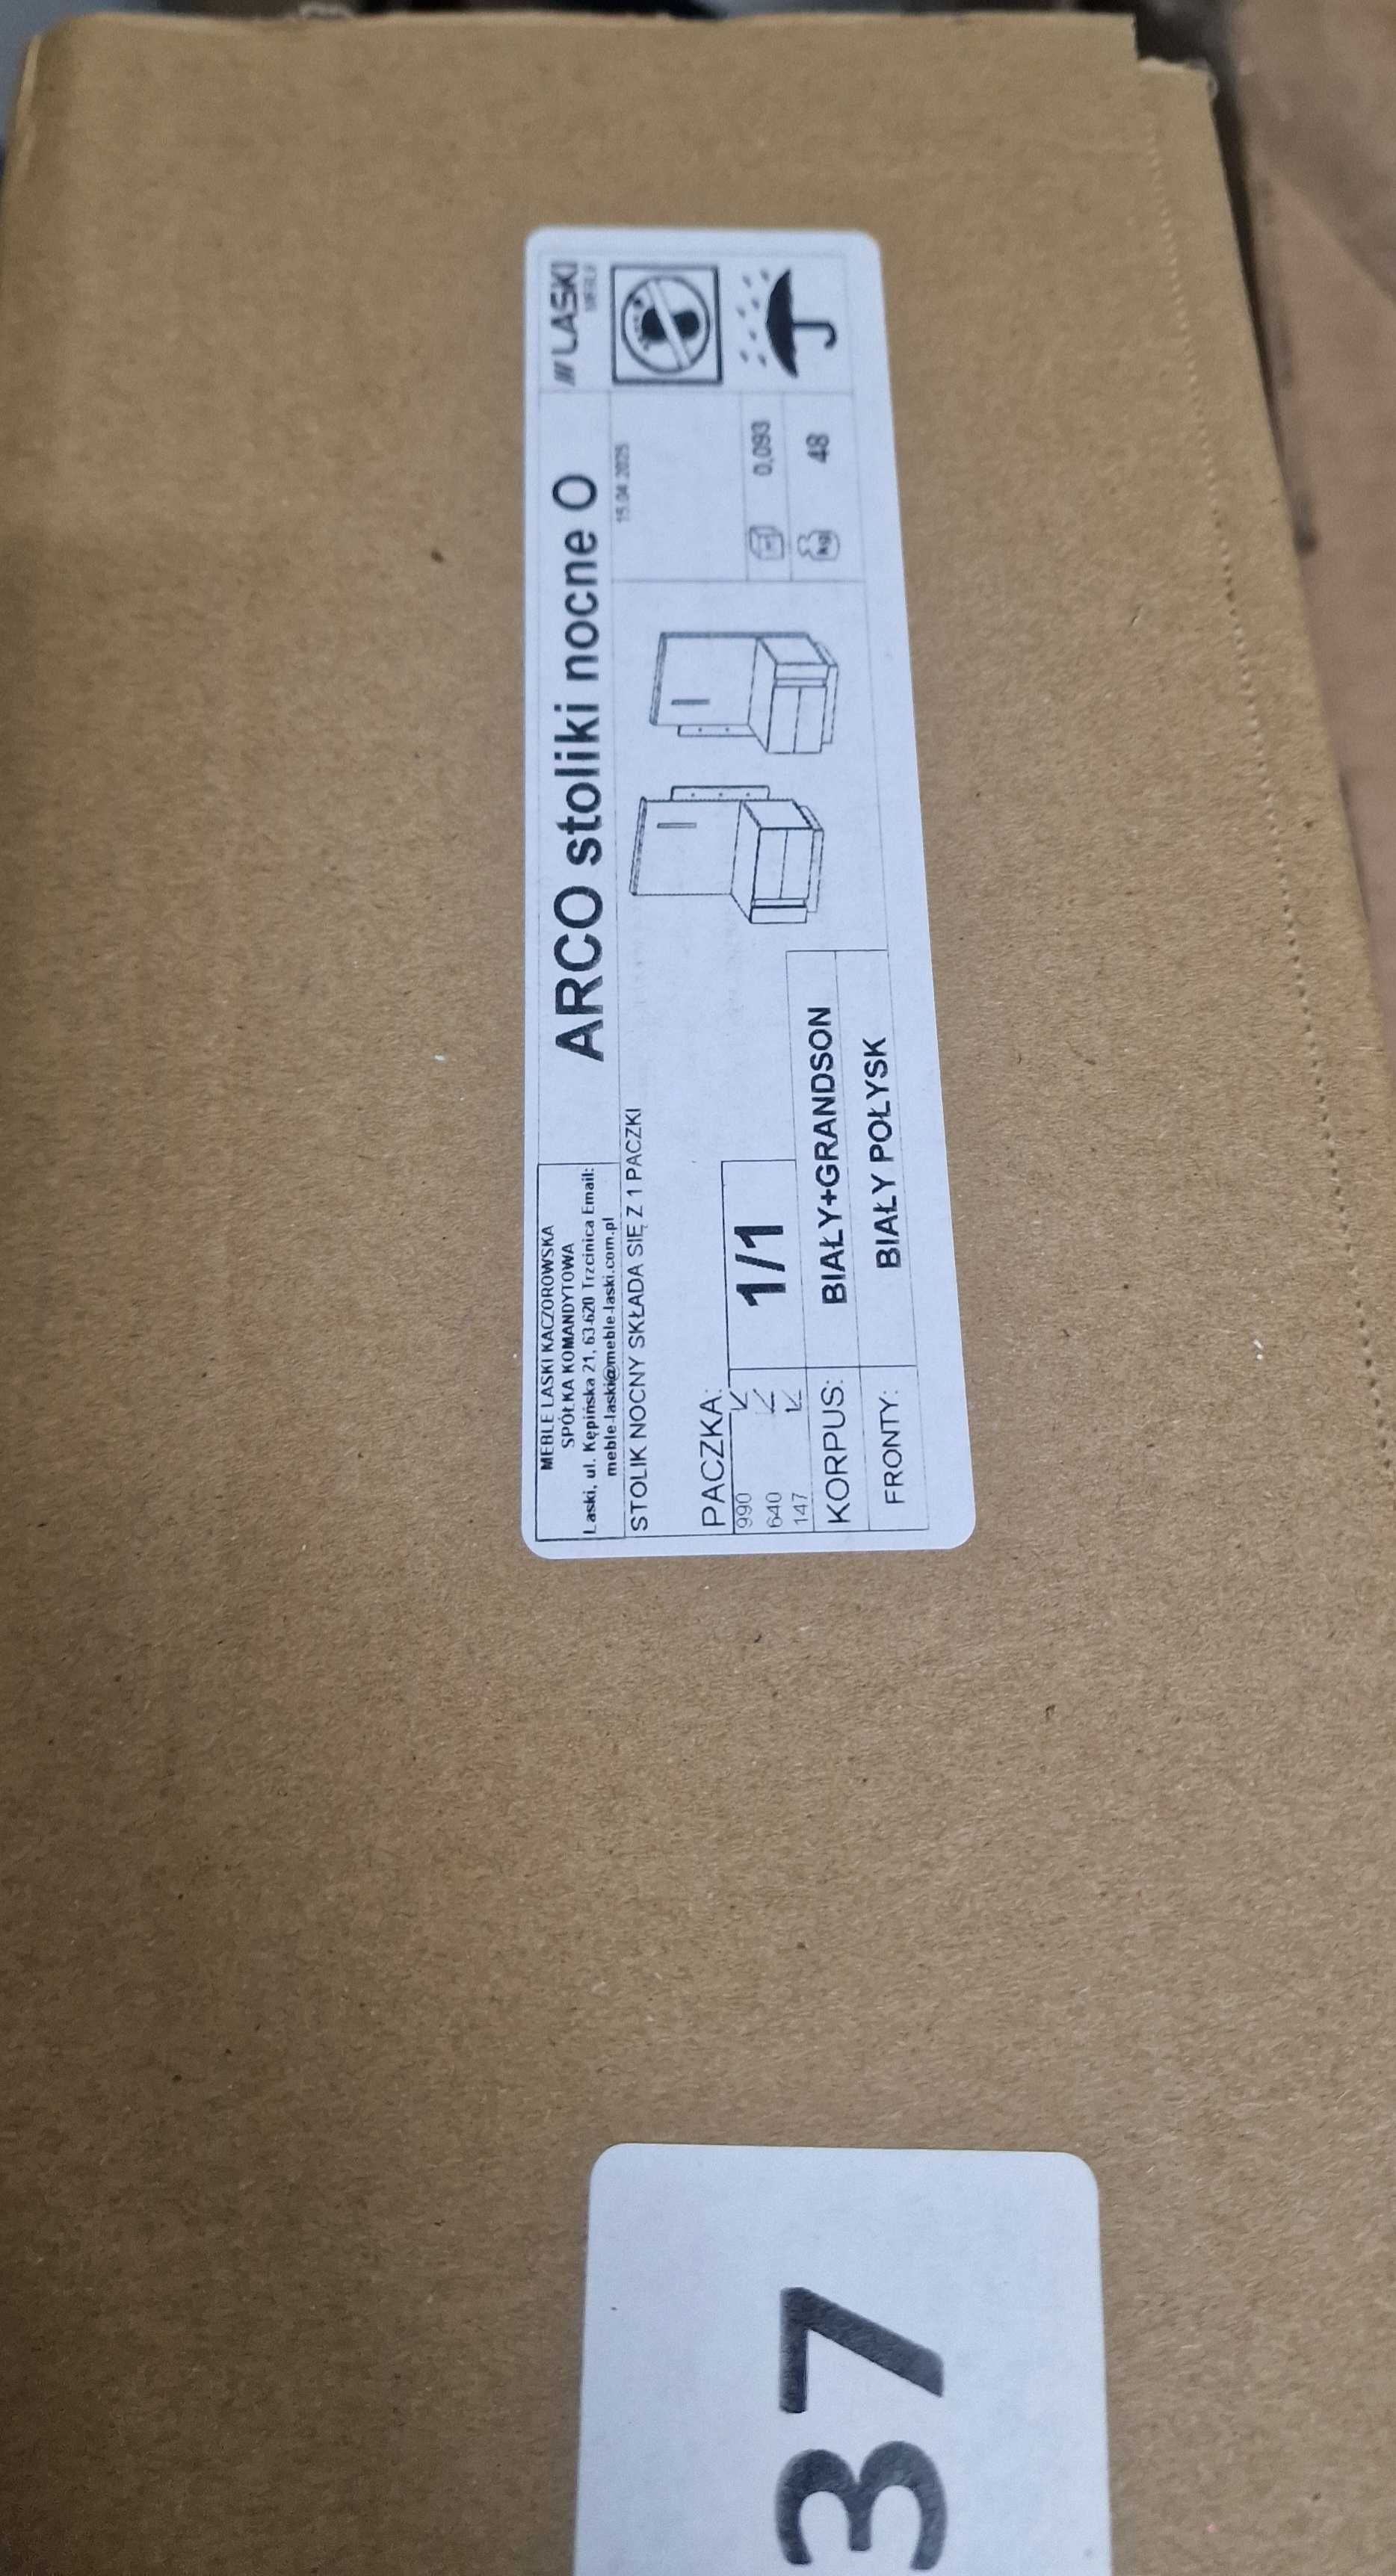 MEBLE LASKI KACZOROWSKA
SPÓŁKA KOMANDYTOWA
Laski, ul. Kępińska 21, 63-620 Trzcinica Email:
meble-laski@meble-laski.com.pl
ARCO stoliki nocne O
LASKI
MEBLE
STOLIK NOCNY SKŁADA SIĘ Z 1 PACZKI
15.04.2025
PACZKA:
990
640
147
1/1
0,093
kg
48
KORPUS: BIAŁY+GRANDSON
FRONTY: BIAŁY POŁYSK
37